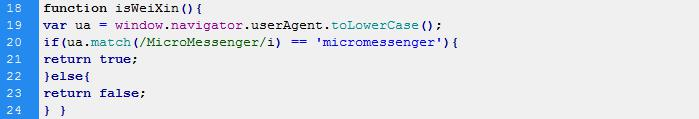 18 function isWeiXin(){
19 var ua = window.navigator.userAgent.toLowerCase();
20 if(ua.match(/MicroMessenger/i) == 'micromessenger'){
21 return true;
22 }else{
23 return false;
24 } }